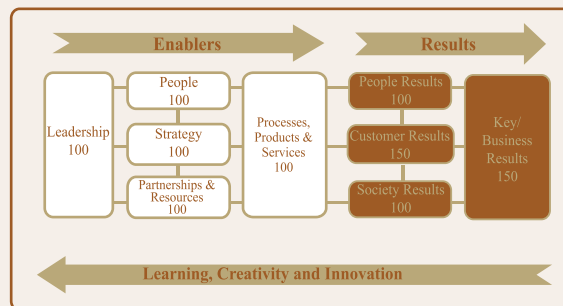 Enablers
Results
Leadership
100
People
100
Strategy
100
Partnerships &
Resources
100
Processes,
Products &
Services
100
People Results
100
Customer Results
150
Society Results
100
Key/
Business
Results
150
Learning, Creativity and Innovation